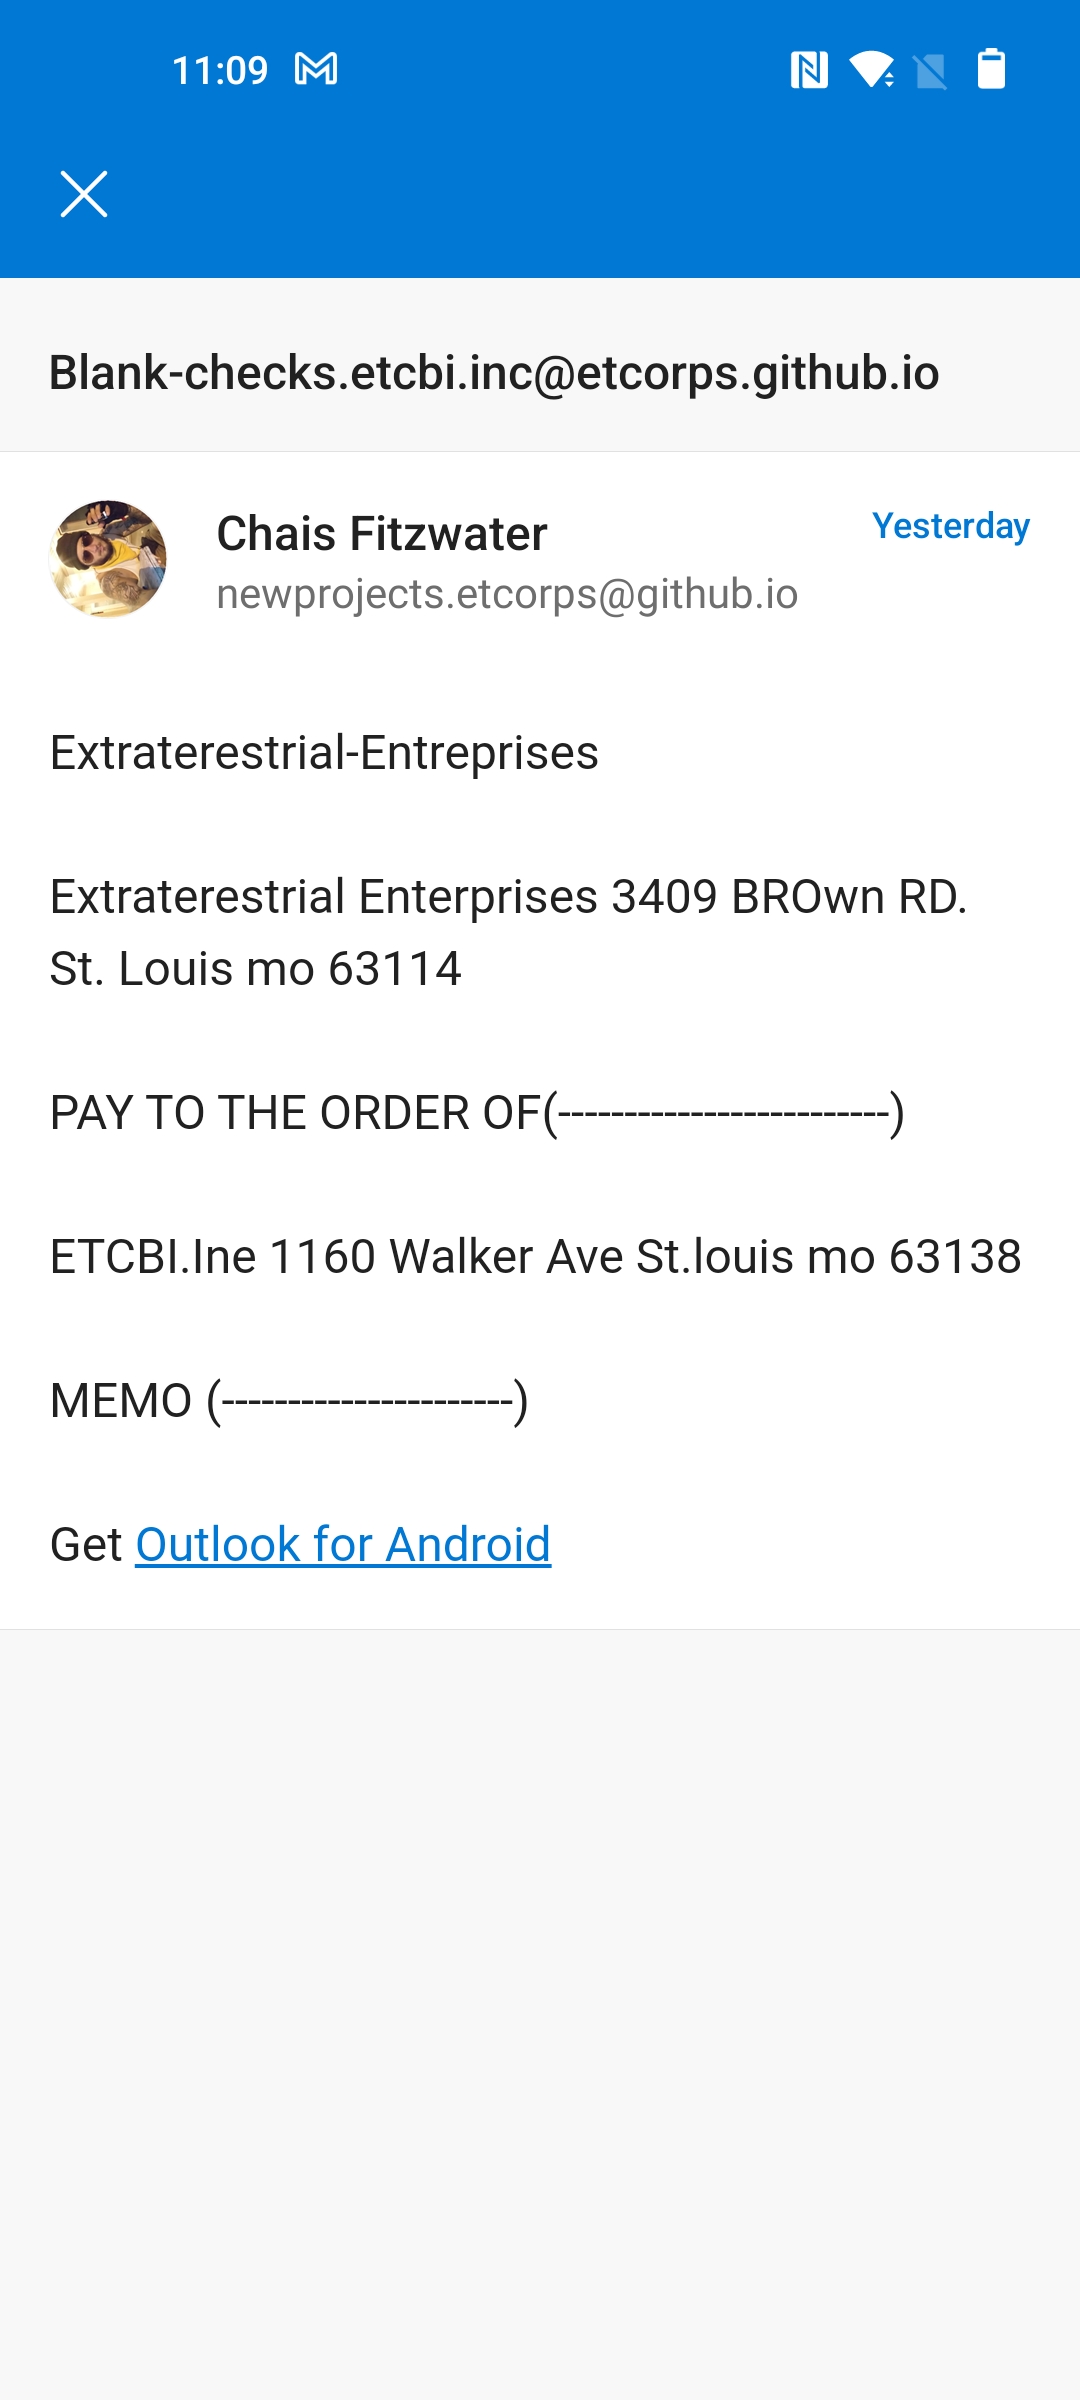 11:09
Blank-checks.etcbi.inc@etcorps.github.io
Chais Fitzwater
Yesterday
newprojects.etcorps@github.io
Extraterestrial-Entreprises
Extraterestrial Enterprises 3409 BROwn RD.
St. Louis mo 63114
PAY TO THE ORDER OF(-------------------------)
ETCBI.Ine 1160 Walker Ave St.louis mo 63138
MEMO (----------------------)
Get Outlook for Android